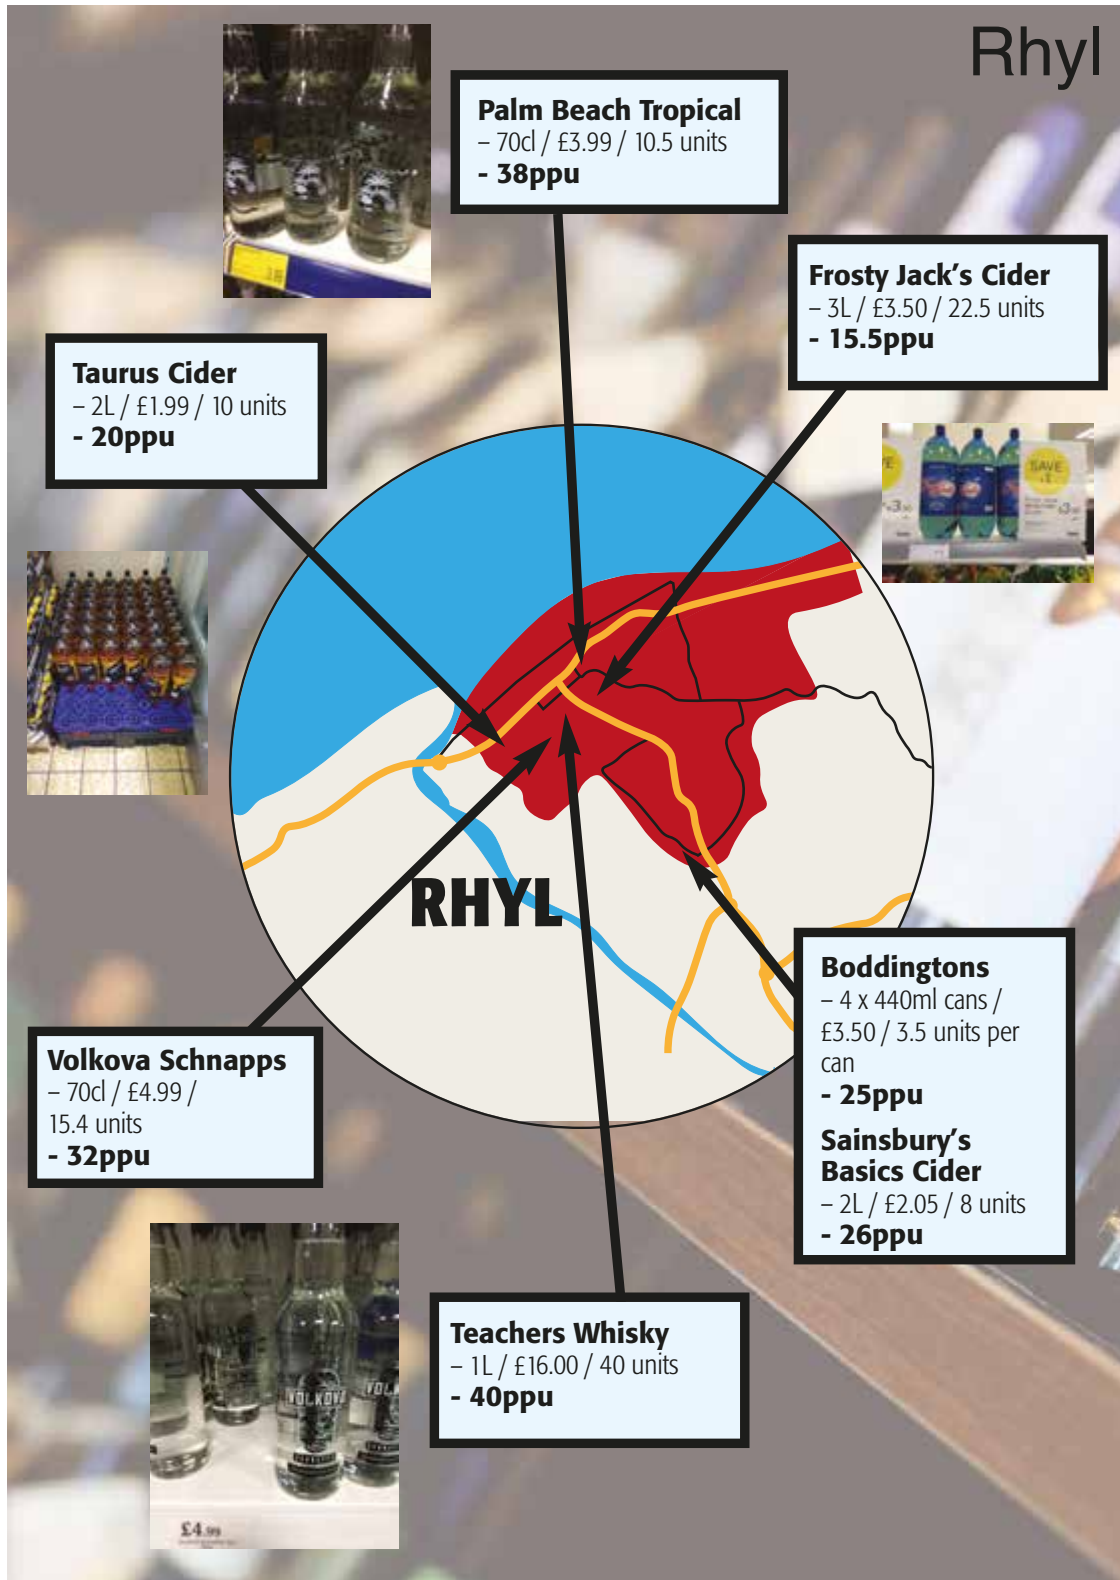 Rhyl
Palm Beach Tropical
– 70cl / £3.99 / 10.5 units
- 38ppu
Frosty Jack's Cider
– 3L / £3.50 / 22.5 units
- 15.5ppu
Taurus Cider
– 2L / £1.99 / 10 units
- 20ppu
SAVE
£1
RHYL
Boddingtons
– 4 x 440ml cans /
£3.50 / 3.5 units per
can
- 25ppu
Sainsbury's
Basics Cider
– 2L / £2.05 / 8 units
- 26ppu
Volkova Schnapps
– 70cl / £4.99 /
15.4 units
- 32ppu
Teachers Whisky
– 1L / £16.00 / 40 units
- 40ppu
VOLKOVA
£4.99